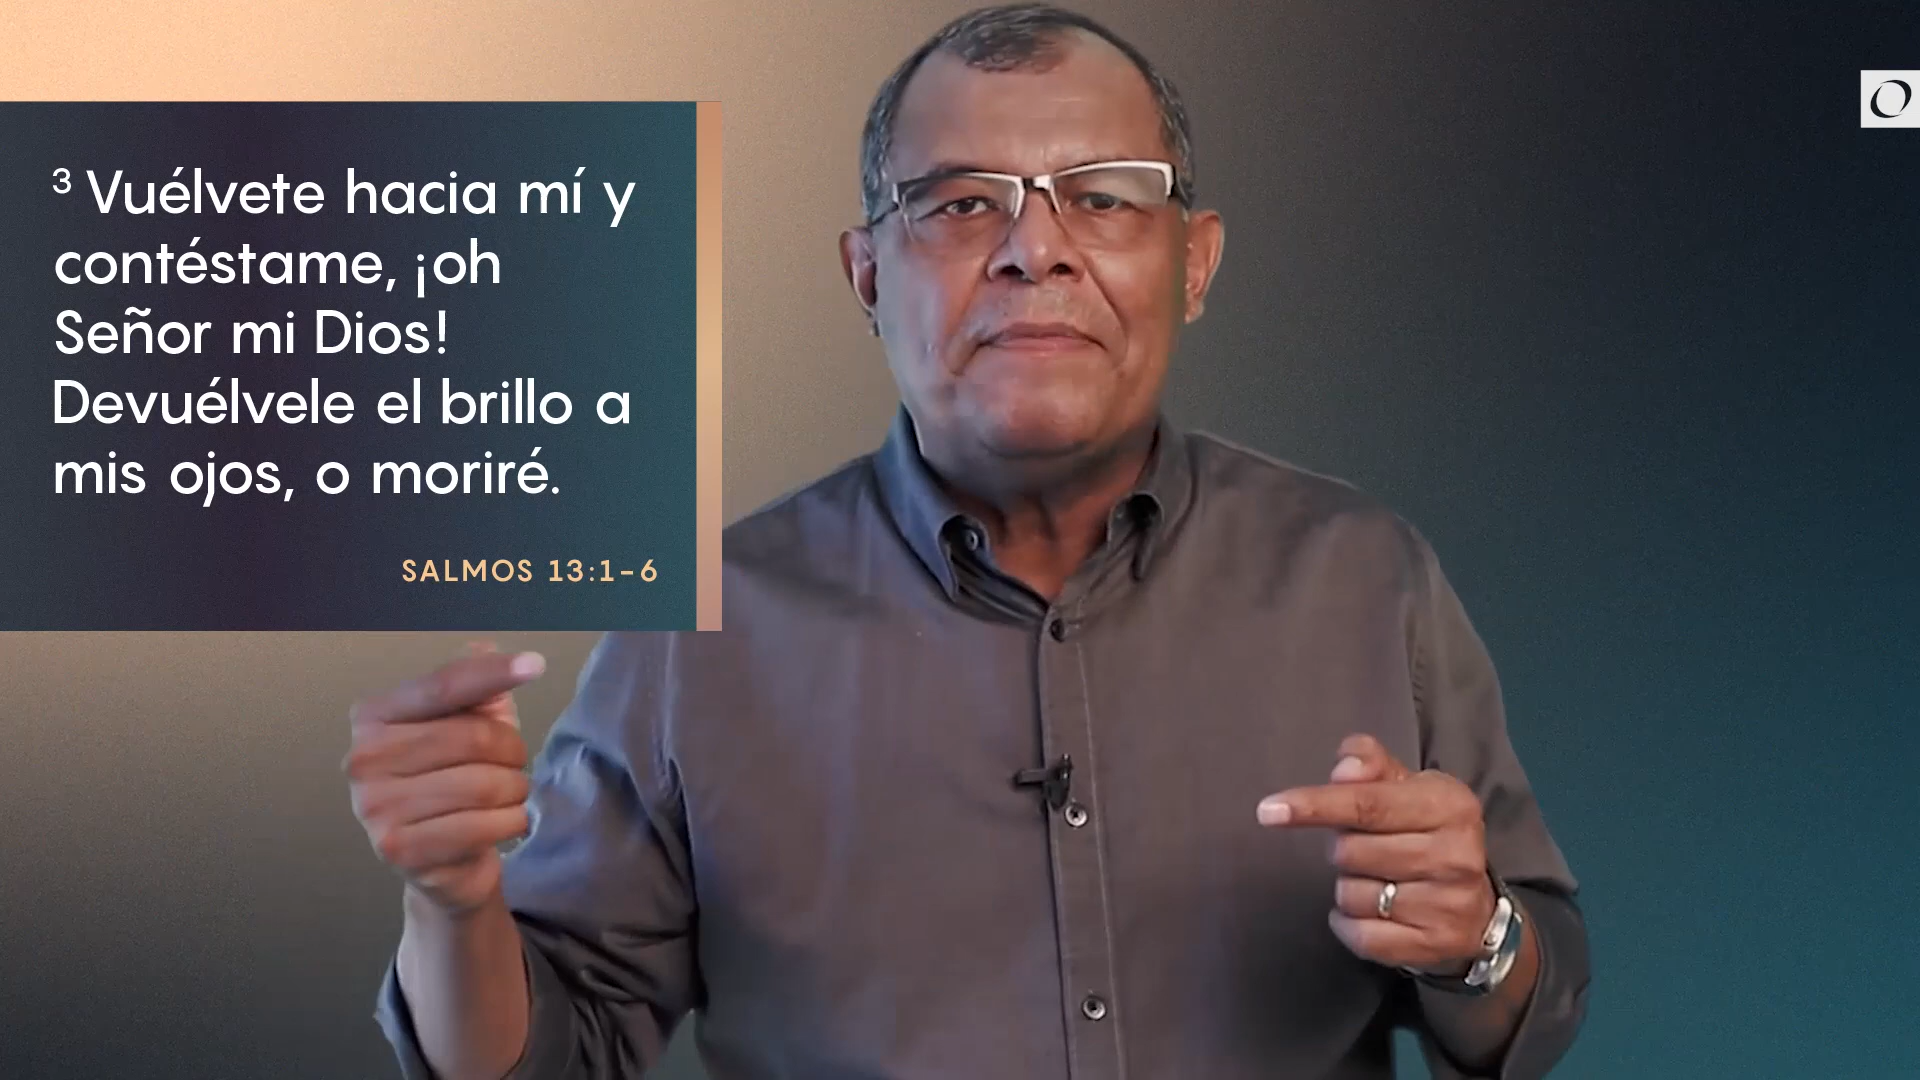 ³ Vuélvete hacia mí y
contéstame, ¡oh
Señor mi Dios!
Devuélvele el brillo a
mis ojos, o moriré.
SALMOS 13:1-6